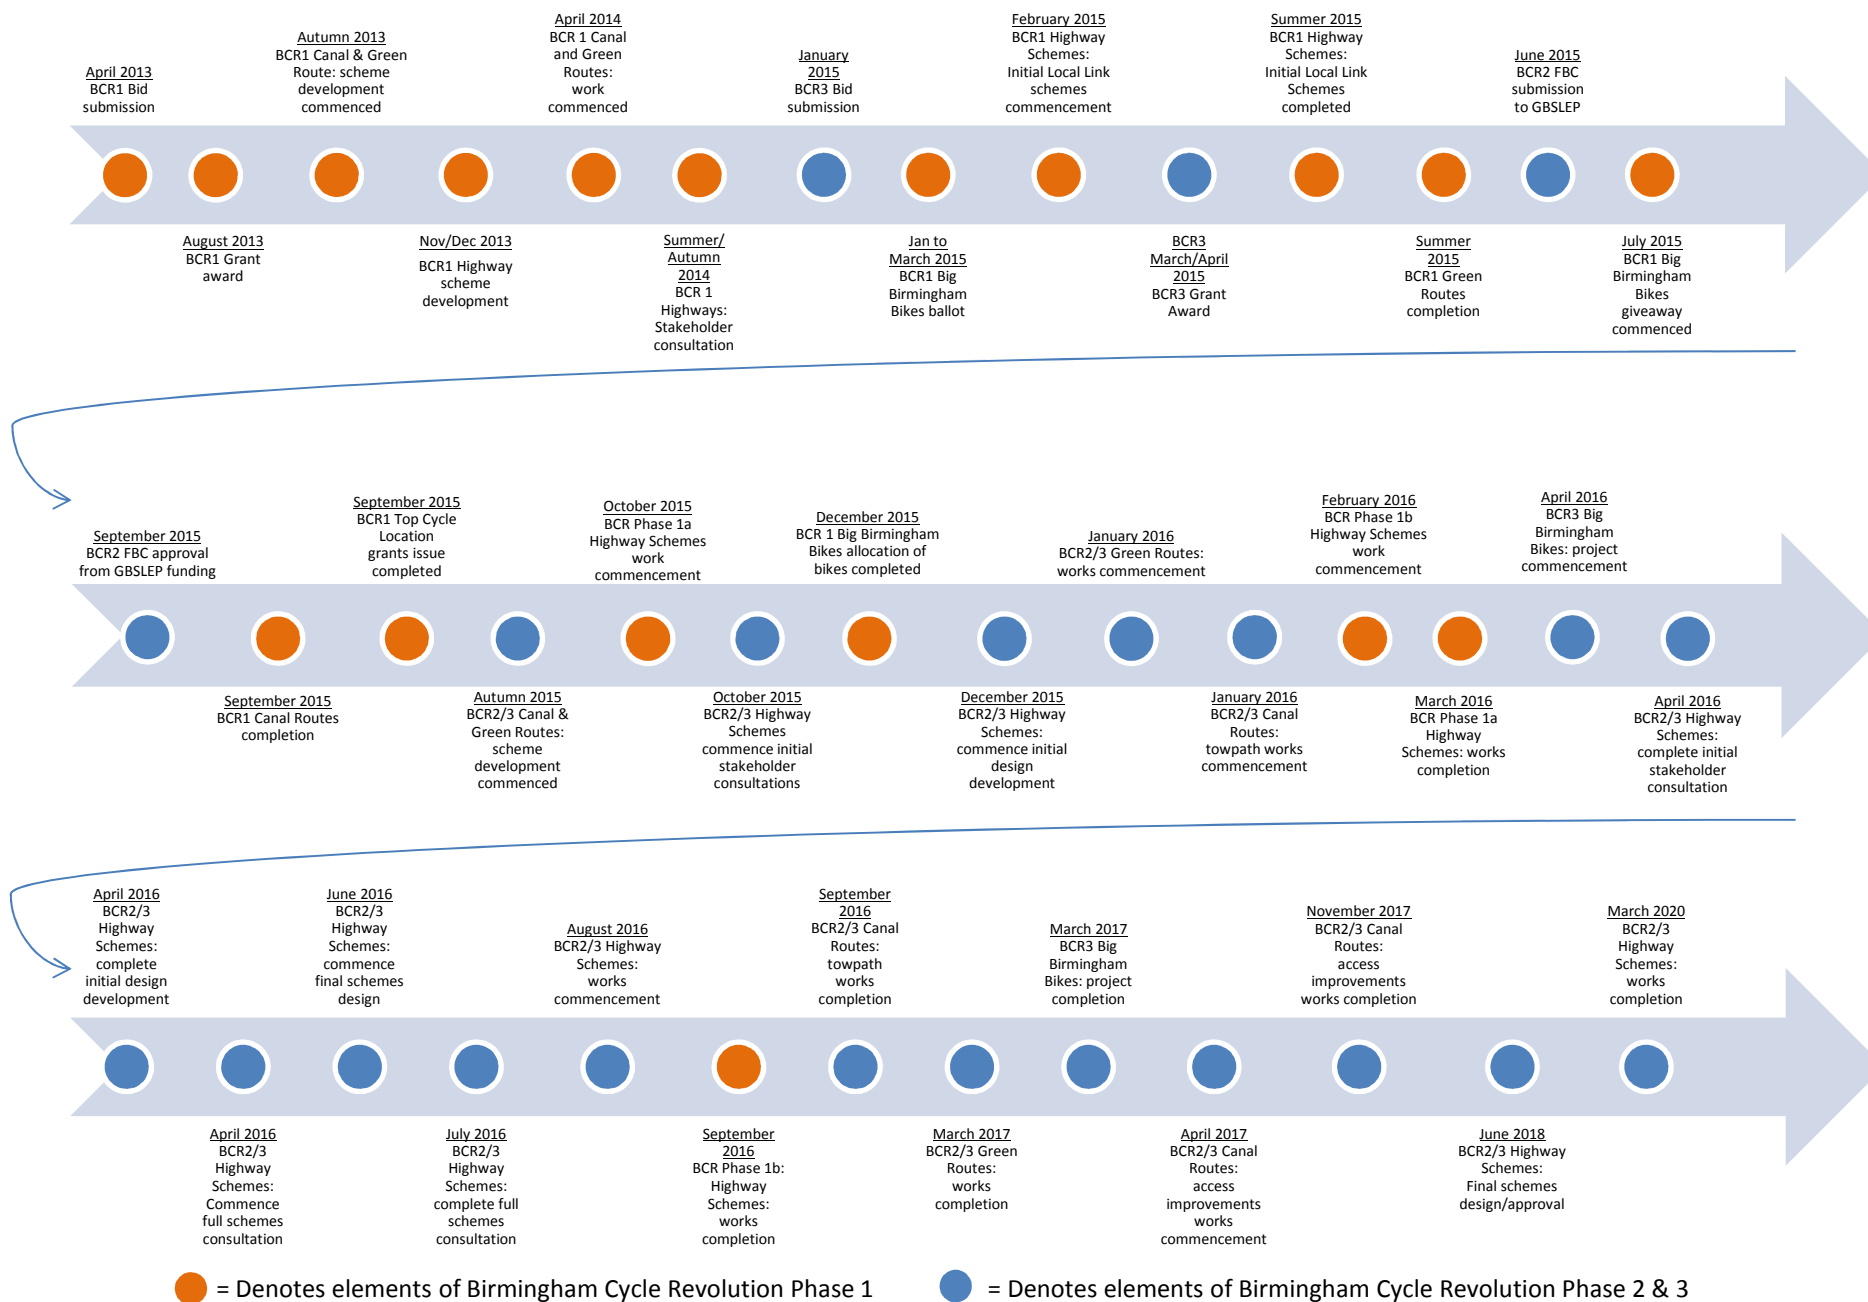 April 2013
BCR1 Bid
submission
Autumn 2013
BCR1 Canal & Green
Route: scheme
development
commenced
April 2014
BCR 1 Canal
and Green
Routes:
work
commenced
January
2015
BCR3 Bid
submission
February 2015
BCR1 Highway
Schemes:
Initial Local Link
schemes
commencement
Summer 2015
BCR1 Highway
Schemes:
Initial Local Link
Schemes
completed
June 2015
BCR2 FBC
submission
to GBSLEP
August 2013
BCR1 Grant
award
Nov/Dec 2013
BCR1 Highway
scheme
development
Summer/
Autumn
2014
BCR 1
Highways:
Stakeholder
consultation
Jan to
March 2015
BCR1 Big
Birmingham
Bikes ballot
BCR3
March/April
2015
BCR3 Grant
Award
Summer
2015
BCR1 Green
Routes
completion
July 2015
BCR1 Big
Birmingham
Bikes
giveaway
commenced
September 2015
BCR2 FBC approval
from GBSLEP funding
September 2015
BCR1 Top Cycle
Location
grants issue
completed
October 2015
BCR Phase 1a
Highway Schemes
work
commencement
December 2015
BCR 1 Big Birmingham
Bikes allocation of
bikes completed
January 2016
BCR2/3 Green Routes:
works commencement
February 2016
BCR Phase 1b
Highway Schemes
work
commencement
April 2016
BCR3 Big
Birmingham
Bikes: project
commencement
September 2015
BCR1 Canal Routes
completion
Autumn 2015
BCR2/3 Canal &
Green Routes:
scheme
development
commenced
October 2015
BCR2/3 Highway
Schemes
commence initial
stakeholder
consultations
December 2015
BCR2/3 Highway
Schemes:
commence initial
design
development
January 2016
BCR2/3 Canal
Routes:
towpath works
commencement
March 2016
BCR Phase 1a
Highway
Schemes: works
completion
April 2016
BCR2/3 Highway
Schemes:
complete initial
stakeholder
consultation
April 2016
BCR2/3
Highway
Schemes:
complete
initial design
development
June 2016
BCR2/3
Highway
Schemes:
commence
final schemes
design
August 2016
BCR2/3 Highway
Schemes:
works
commencement
September
2016
BCR2/3 Canal
Routes:
towpath
works
completion
March 2017
BCR3 Big
Birmingham
Bikes: project
completion
November 2017
BCR2/3 Canal
Routes:
access
improvements
works completion
March 2020
BCR2/3
Highway
Schemes:
works
completion
April 2016
BCR2/3
Highway
Schemes:
Commence
full schemes
consultation
July 2016
BCR2/3
Highway
Schemes:
complete full
schemes
consultation
September
2016
BCR Phase 1b:
Highway
Schemes:
works
completion
March 2017
BCR2/3 Green
Routes:
works
completion
April 2017
BCR2/3 Canal
Routes:
access
improvements
works
commencement
June 2018
BCR2/3 Highway
Schemes:
Final schemes
design/approval
= Denotes elements of Birmingham Cycle Revolution Phase 1
= Denotes elements of Birmingham Cycle Revolution Phase 2 & 3